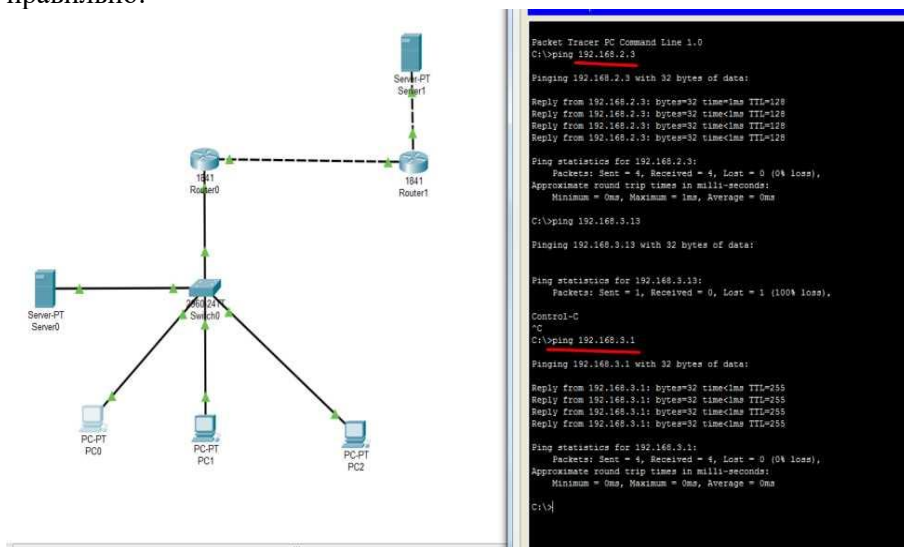 правильно.
Server-PT
Server1
1841
Router0
1841
Router1
Server-PT
Server0
2960-24TT
Switch0
PC-PT
PC0
PC-PT
PC1
PC-PT
PC2
Packet Tracer PC Command Line 1.0
C:\>ping 192.168.2.3
Pinging 192.168.2.3 with 32 bytes of data:
Reply from 192.168.2.3: bytes=32 time=1ms TTL=128
Reply from 192.168.2.3: bytes=32 time<1ms TTL=128
Reply from 192.168.2.3: bytes=32 time<1ms TTL=128
Reply from 192.168.2.3: bytes=32 time<1ms TTL=128
Ping statistics for 192.168.2.3:
Packets: Sent = 4, Received = 4, Lost = 0 (0% loss),
Approximate round trip times in milli-seconds:
Minimum = 0ms, Maximum = 1ms, Average = 0ms
C:\>ping 192.168.3.13
Pinging 192.168.3.13 with 32 bytes of data:
Ping statistics for 192.168.3.13:
Packets: Sent = 1, Received = 0, Lost = 1 (100% loss),
Control-C
^C
C:\>ping 192.168.3.1
Pinging 192.168.3.1 with 32 bytes of data:
Reply from 192.168.3.1: bytes=32 time<1ms TTL=255
Reply from 192.168.3.1: bytes=32 time<1ms TTL=255
Reply from 192.168.3.1: bytes=32 time<1ms TTL=255
Reply from 192.168.3.1: bytes=32 time<1ms TTL=255
Ping statistics for 192.168.3.1:
Packets: Sent = 4, Received = 4, Lost = 0 (0% loss),
Approximate round trip times in milli-seconds:
Minimum = 0ms, Maximum = 0ms, Average = 0ms
C:\>